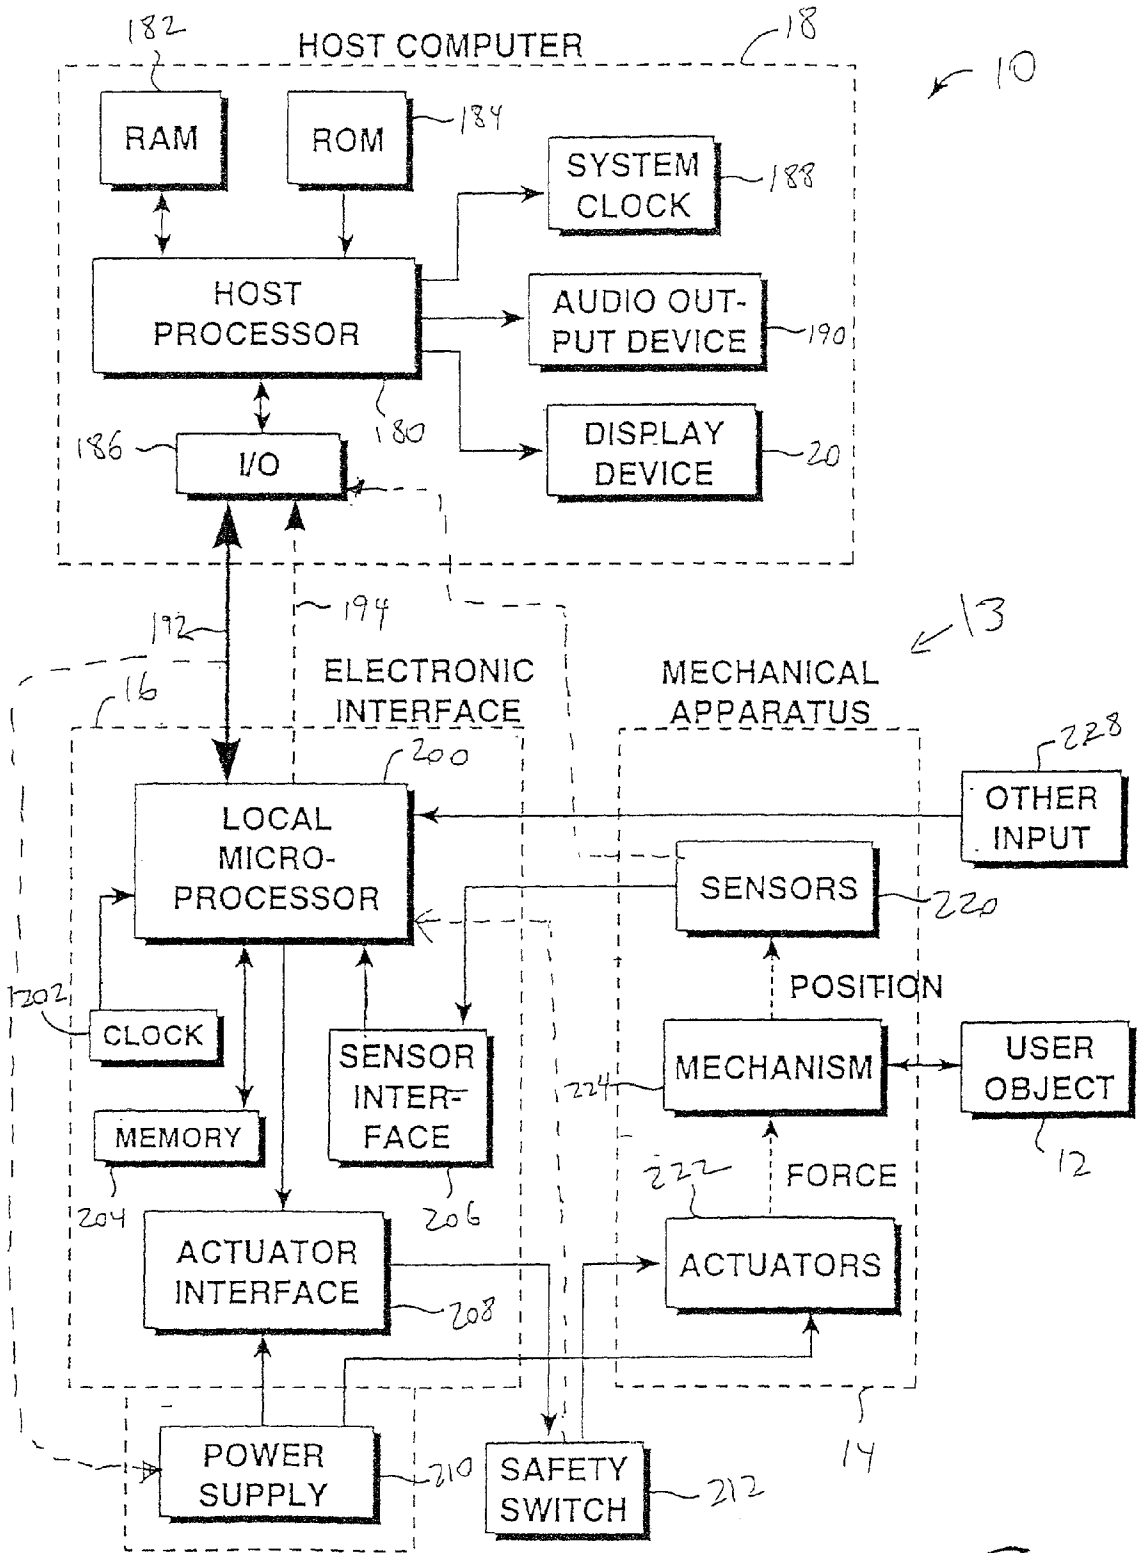 182
HOST COMPUTER
18
10
RAM
ROM
184
SYSTEM
CLOCK
188
HOST
PROCESSOR
AUDIO OUT-
PUT DEVICE
190
180
186
I/O
DISPLAY
DEVICE
20
192
194
13
16
ELECTRONIC
INTERFACE
MECHANICAL
APPARATUS
200
228
LOCAL
MICRO-
PROCESSOR
OTHER
INPUT
SENSORS
220
POSITION
202
CLOCK
SENSOR
INTER-
FACE
MECHANISM
224
USER
OBJECT
12
MEMORY
204
206
222
FORCE
ACTUATOR
INTERFACE
208
ACTUATORS
POWER
SUPPLY
210
SAFETY
SWITCH
212
14